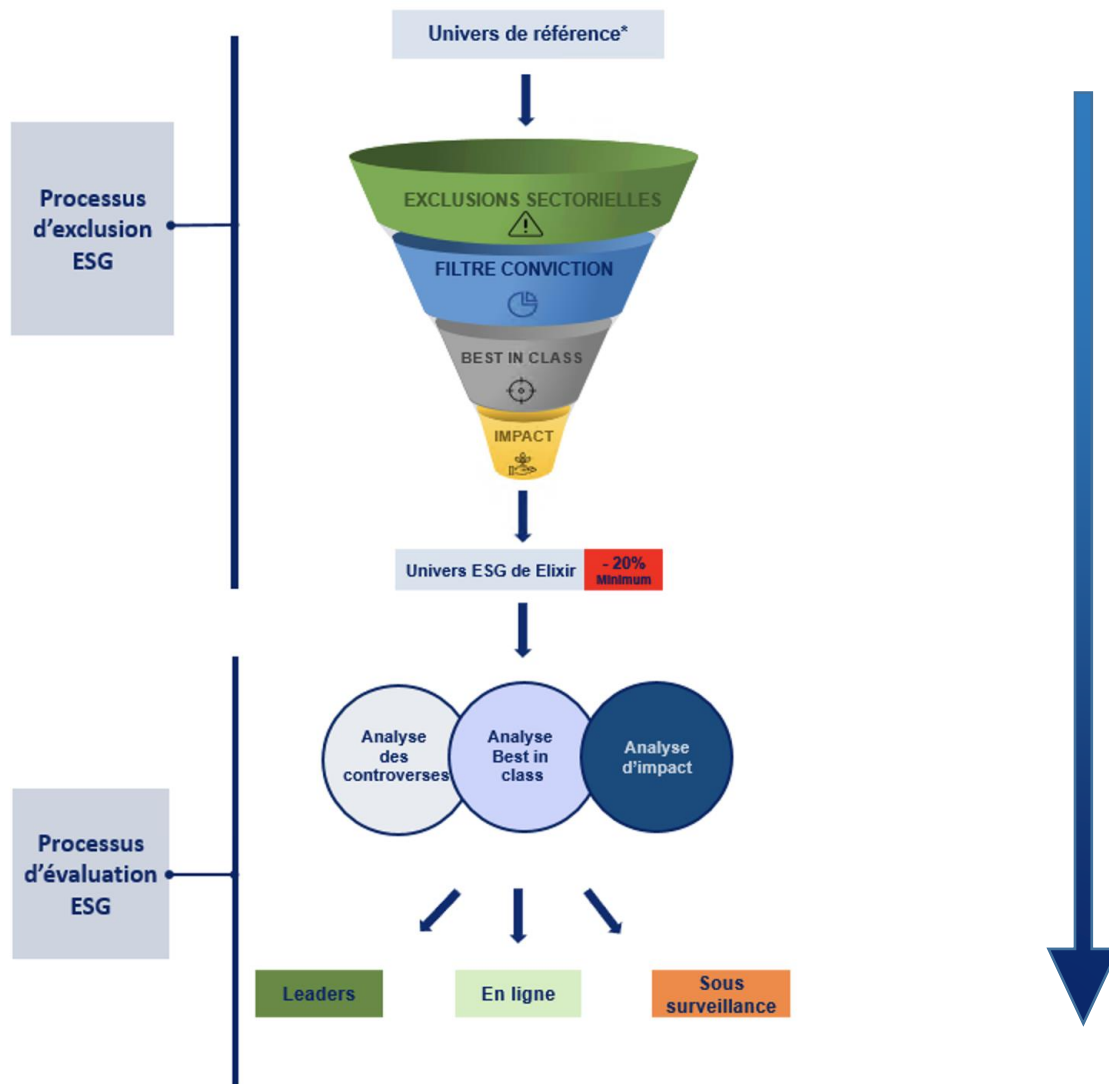 Univers de référence*
Processus
d'exclusion
ESG
EXCLUSIONS SECTORIELLES
FILTRE CONVICTION
BEST IN CLASS
IMPACT
Univers ESG de Elixir
- 20%
Minimum
Analyse
des
controverses
Analyse
Best in
class
Analyse
d'impact
Processus
d'évaluation
ESG
Leaders
En ligne
Sous
surveillance